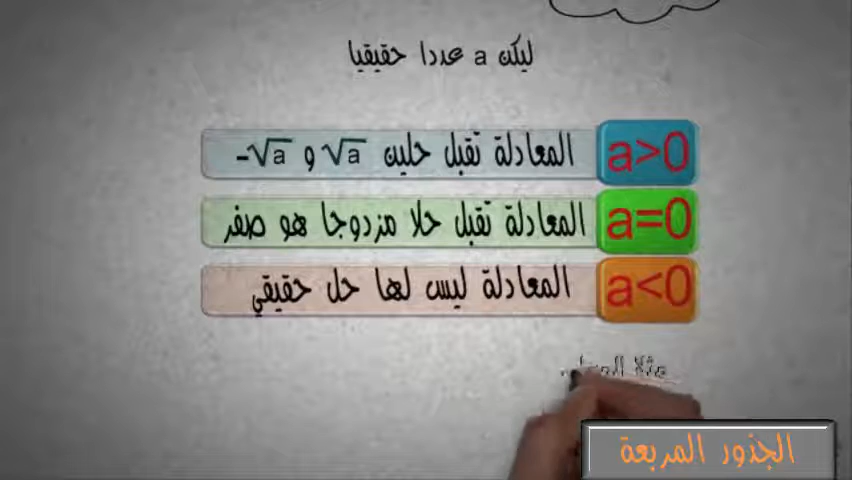 ليكن a عددا حقيقيا
a>0 المعادلة تقبل حلين √a و -√a
a=0 المعادلة تقبل حلا مزدوجا هو صفر
a<0 المعادلة ليس لها حل حقيقي
مثلا
الجذور المربعة